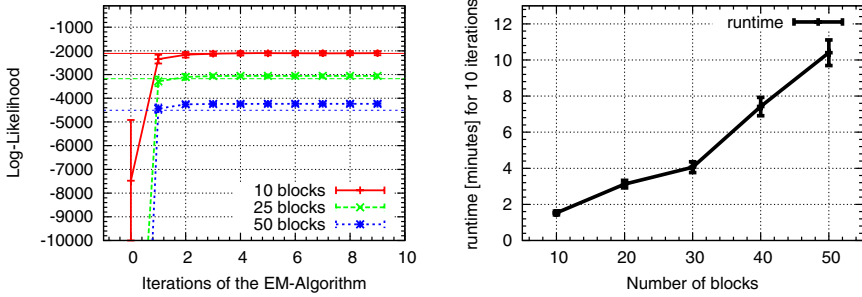 Log-Likelihood
-1000
-2000
-3000
-4000
-5000
-6000
-7000
-8000
-9000
-10000
10 blocks
25 blocks
50 blocks
0 2 4 6 8 10
Iterations of the EM-Algorithm
runtime [minutes] for 10 iterations
12
10
8
6
4
2
0
runtime
10 20 30 40 50
Number of blocks